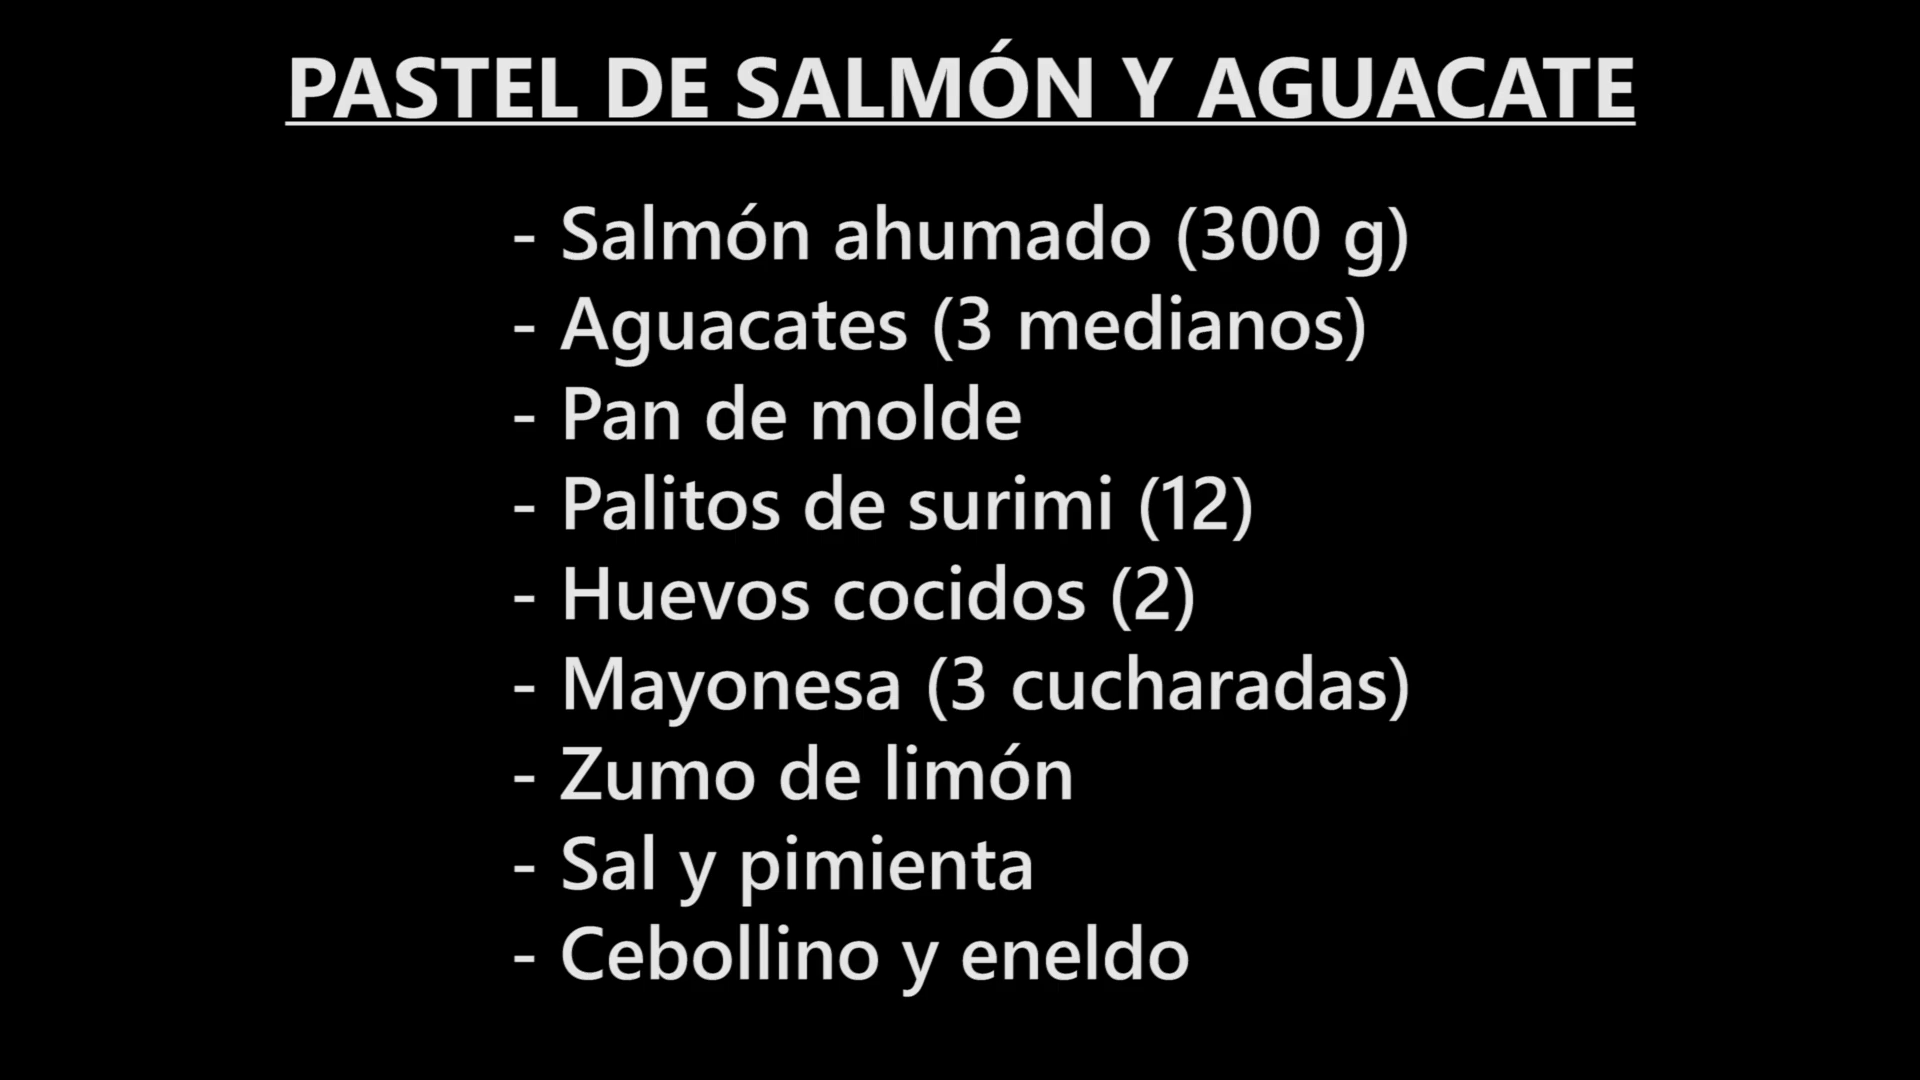 PASTEL DE SALMÓN Y AGUACATE
- Salmón ahumado (300 g)
- Aguacates (3 medianos)
- Pan de molde
- Palitos de surimi (12)
- Huevos cocidos (2)
- Mayonesa (3 cucharadas)
- Zumo de limón
- Sal y pimienta
- Cebollino y eneldo